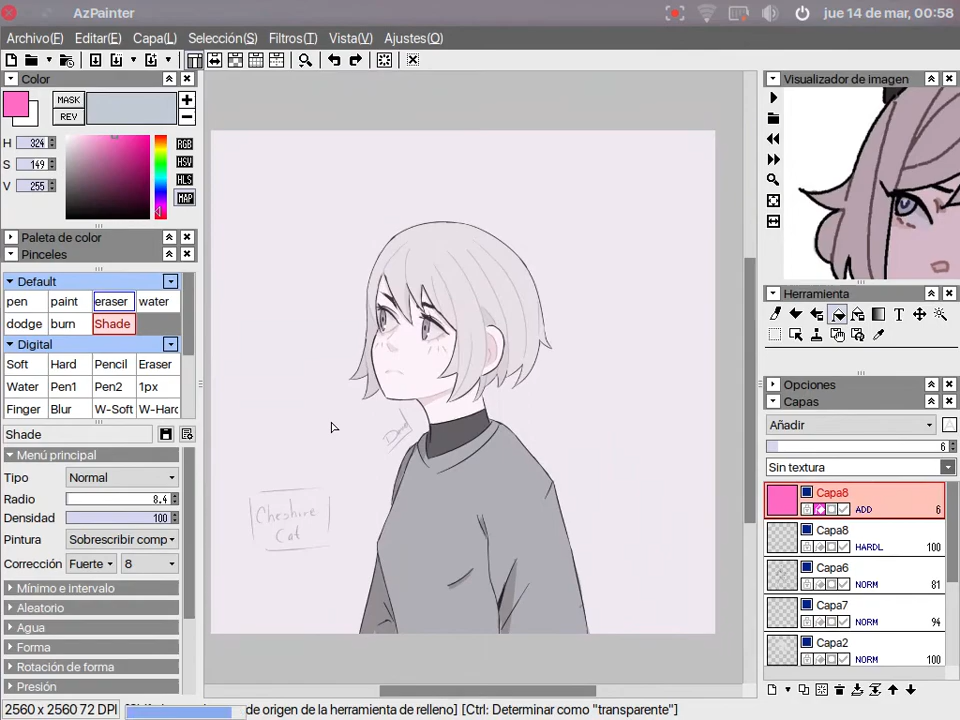 AzPainter
jue 14 de mar, 00:58
Archivo(F) Editar(E) Capa(L) Selección(S) Filtros(T) Vista(V) Ajustes(O)
Color
MASK
REV
H 324
S 149
V 255
RGB
HSV
HLS
MAP
Paleta de color
Pinceles
Default
pen paint eraser water
dodge burn Shade
Digital
Soft Hard Pencil Eraser
Water Pen1 Pen2 1px
Finger Blur W-Soft W-Harc
Shade
Menú principal
Tipo Normal
Radio 8.4
Densidad 100
Pintura Sobrescribir comp
Corrección Fuerte 8
Mínimo e intervalo
Aleatorio
Agua
Forma
Rotación de forma
Presión
Cheshire
Cat
Visualizador de imagen
Herramienta
T
Opciones
Capas
A
Añadir
6
Sin textura
Capa8
ADD 6
Capa8
HARDL 100
Capa6
NORM 81
Capa7
NORM 94
Capa2
NORM 100
2560 x 2560 72 DPI
de origen de la herramienta de relleno] [Ctrl: Determinar como "transparente"]